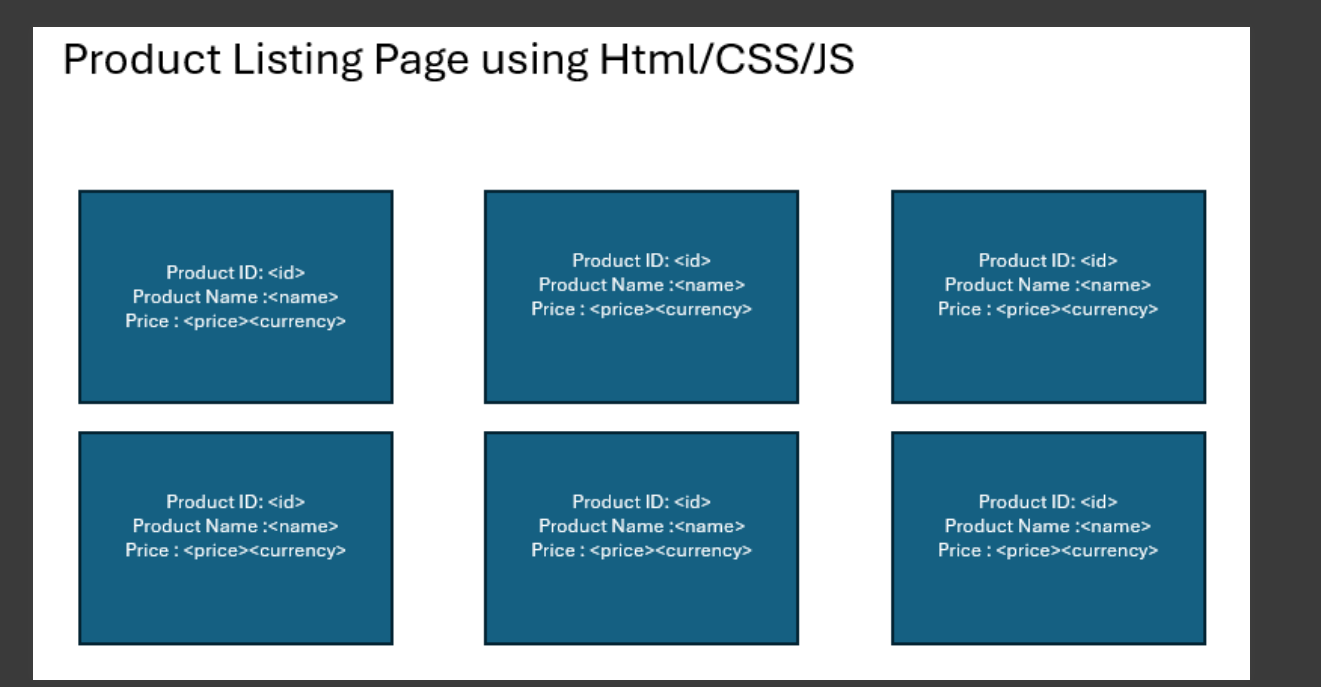 Product Listing Page using Html/CSS/JS
Product ID: <id>
Product Name :<name>
Price : <price><currency>
Product ID: <id>
Product Name :<name>
Price : <price><currency>
Product ID: <id>
Product Name :<name>
Price : <price><currency>
Product ID: <id>
Product Name :<name>
Price : <price><currency>
Product ID: <id>
Product Name :<name>
Price : <price><currency>
Product ID: <id>
Product Name :<name>
Price : <price><currency>